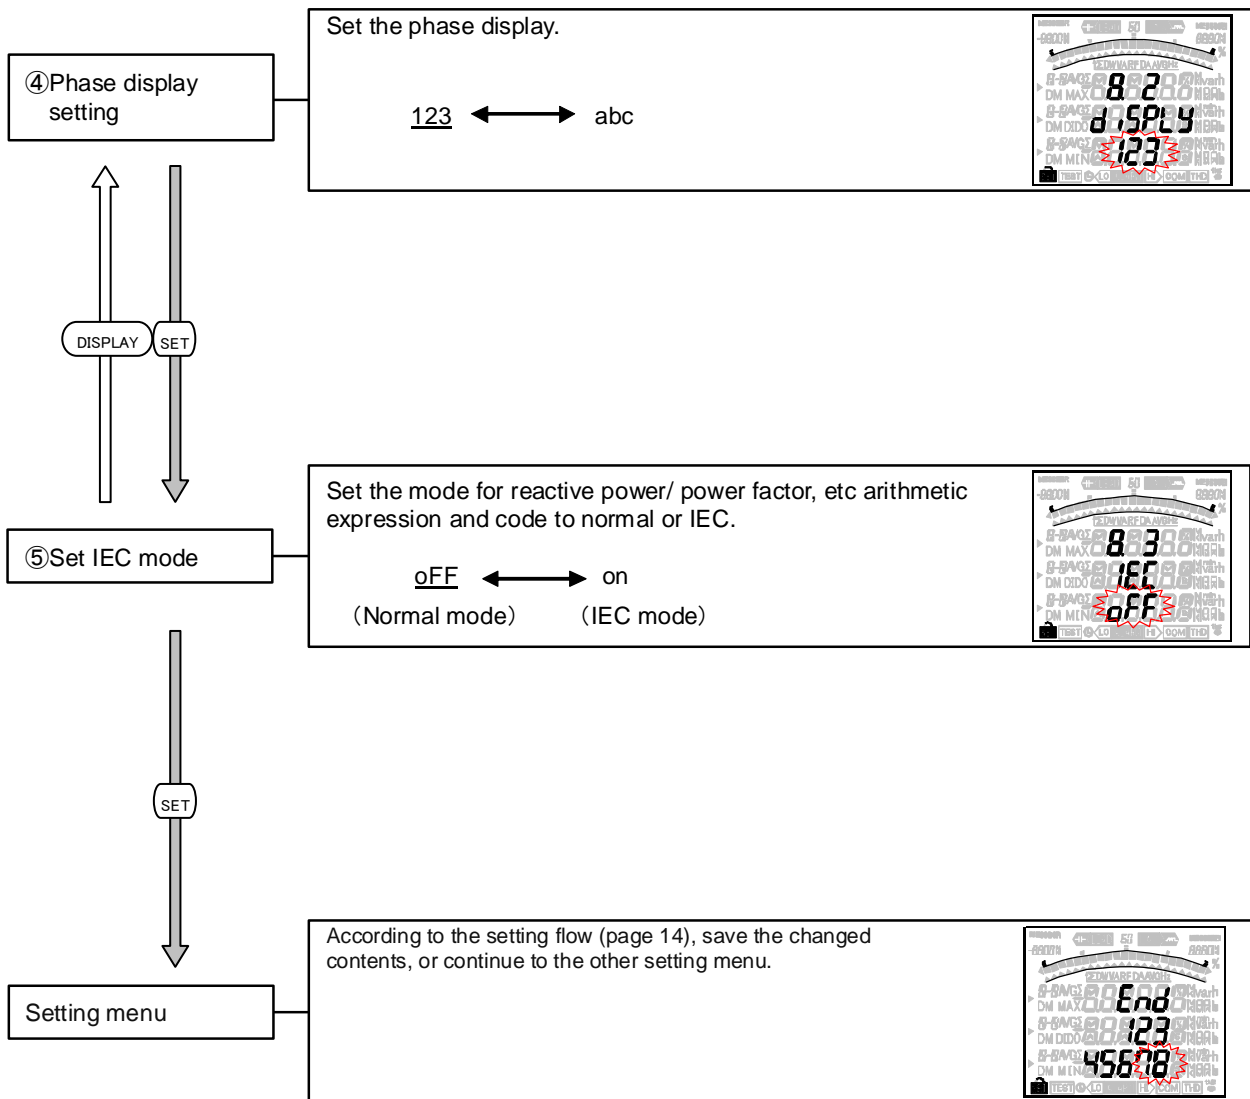 Set the phase display.
④Phase display
setting
123 abc
8. 2
diSPLY
123
DISPLAY SET
Set the mode for reactive power/ power factor, etc arithmetic
expression and code to normal or IEC.
⑤Set IEC mode
oFF on
(Normal mode) (IEC mode)
8. 3
IEC
oFF
SET
According to the setting flow (page 14), save the changed
contents, or continue to the other setting menu.
Setting menu
End
123
45678